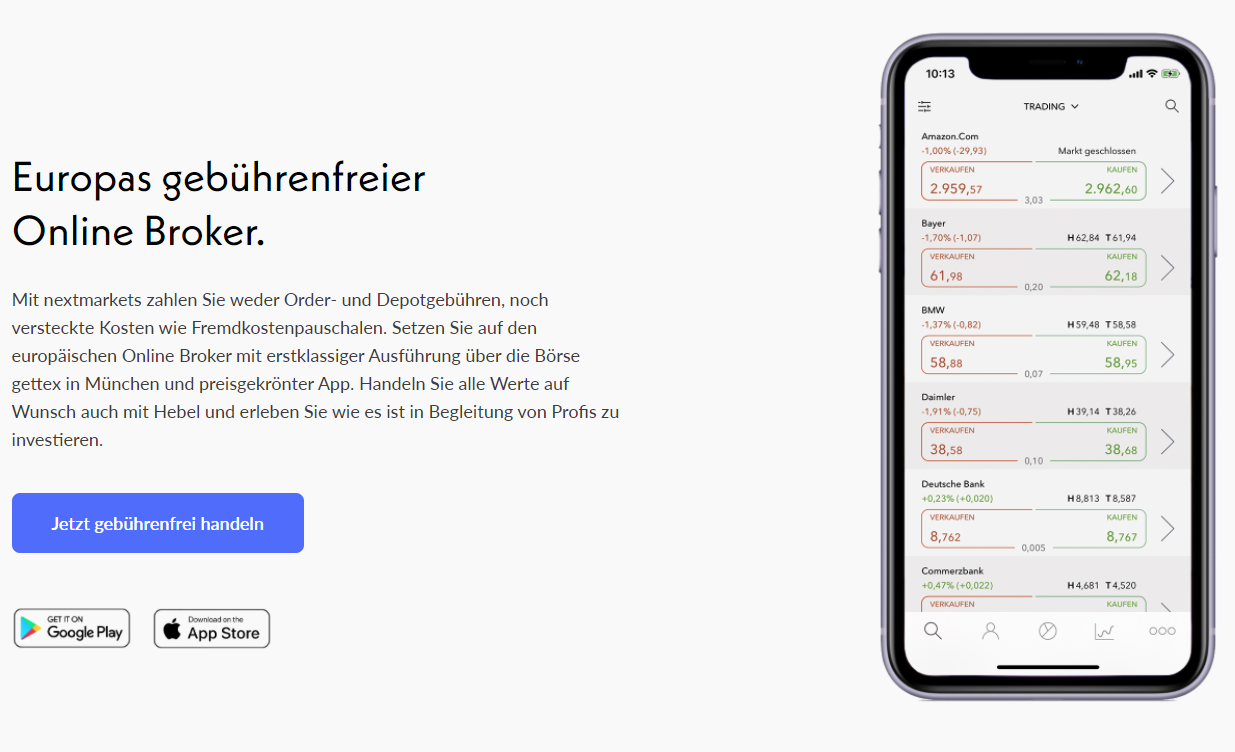 Europas gebührenfreier
Online Broker.
Mit nextmarkets zahlen Sie weder Order- und Depotgebühren, noch
versteckte Kosten wie Fremdkostenpauschalen. Setzen Sie auf den
europäischen Online Broker mit erstklassiger Ausführung über die Börse
gettex in München und preisgekrönter App. Handeln Sie alle Werte auf
Wunsch auch mit Hebel und erleben Sie wie es ist in Begleitung von Profis zu
investieren.
Jetzt gebührenfrei handeln
GET IT ON
Google Play
Download on the
App Store
10:13
TRADING
Amazon.Com
-1,00% (-29,93) Markt geschlossen
VERKAUFEN KAUFEN
2.959,57 2.962,60
3,03
Bayer
-1,70% (-1,07) H 62,84 T 61,94
VERKAUFEN KAUFEN
61,98 62,18
0,20
BMW
-1,37% (-0,82) H 59,48 T 58,58
VERKAUFEN KAUFEN
58,88 58,95
0,07
Daimler
-1,91% (-0,75) H 39,14 T 38,26
VERKAUFEN KAUFEN
38,58 38,68
0,10
Deutsche Bank
+0,23% (+0,020) H 8,813 T 8,587
VERKAUFEN KAUFEN
8,762 8,767
0,005
Commerzbank
+0,47% (+0,022) H 4,681 T 4,520
VERKAUFEN KAUFEN